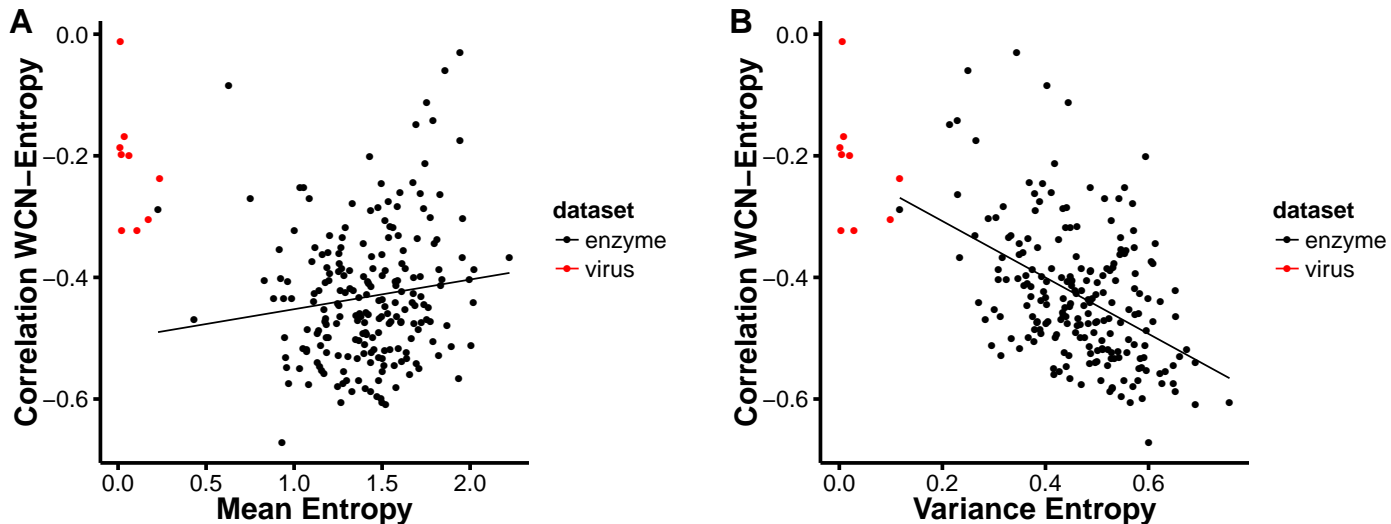 A
Correlation WCN−Entropy
0.0
−0.2
−0.4
−0.6
0.0 0.5 1.0 1.5 2.0
Mean Entropy
dataset
enzyme
virus
B
Correlation WCN−Entropy
0.0
−0.2
−0.4
−0.6
0.0 0.2 0.4 0.6
Variance Entropy
dataset
enzyme
virus